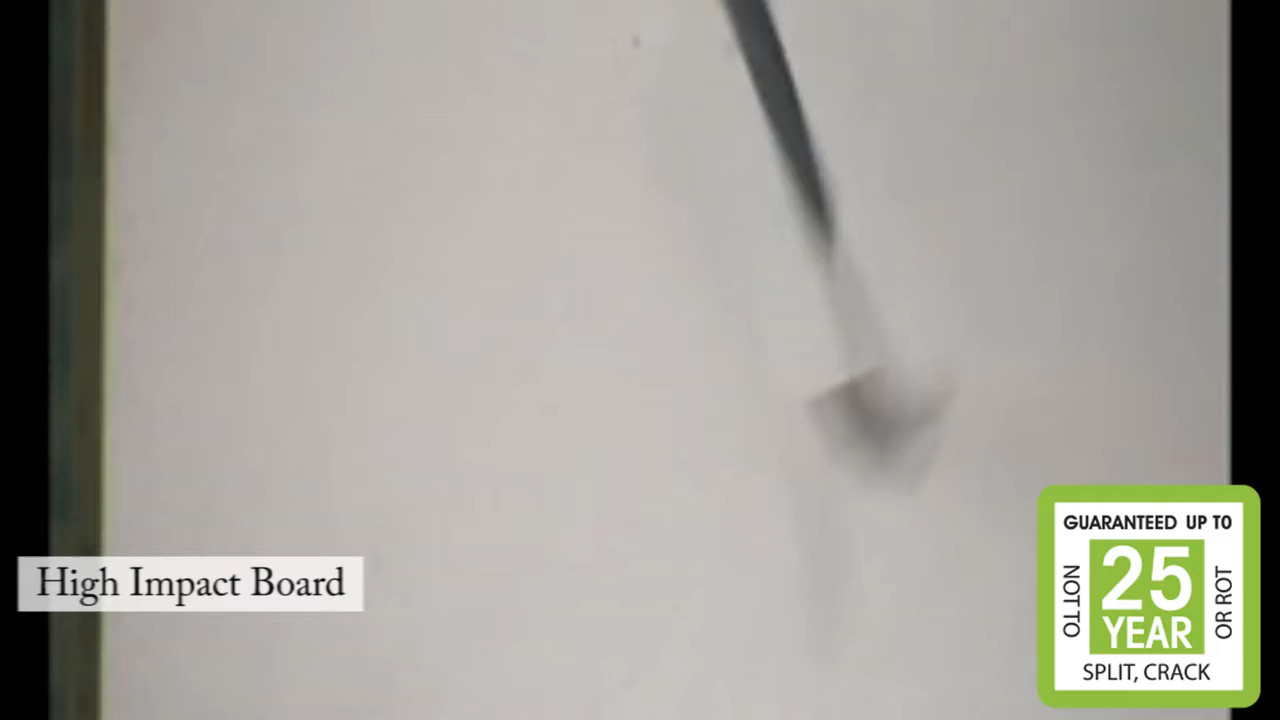 High Impact Board
GUARANTEED UP TO
NOT TO
25
YEAR
OR ROT
SPLIT, CRACK